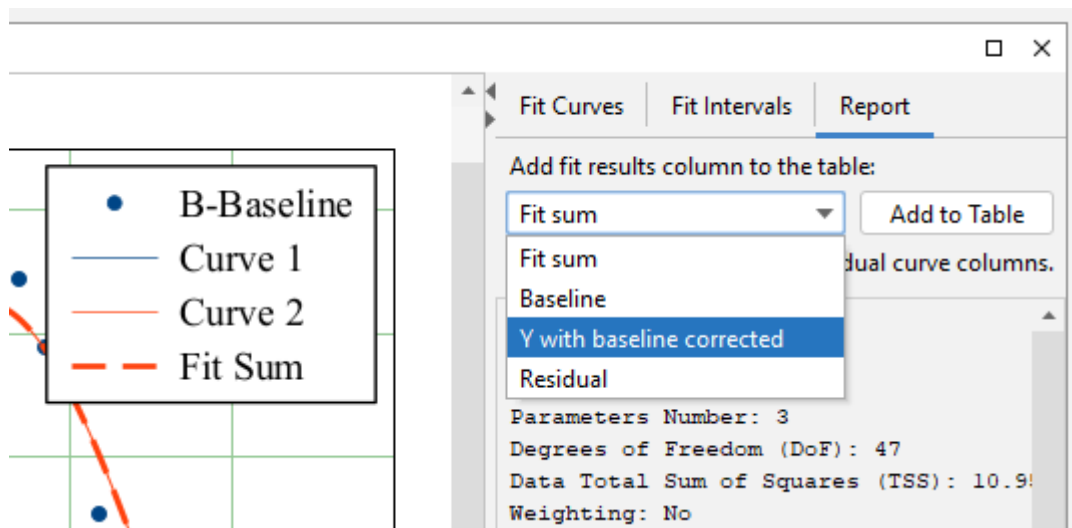 Fit Curves
Fit Intervals
Report
Add fit results column to the table:
Fit sum
Add to Table
Fit sum
Baseline
Y with baseline corrected
Residual
curve columns.
Parameters Number: 3
Degrees of Freedom (DoF): 47
Data Total Sum of Squares (TSS): 10.9
Weighting: No
B-Baseline
Curve 1
Curve 2
Fit Sum